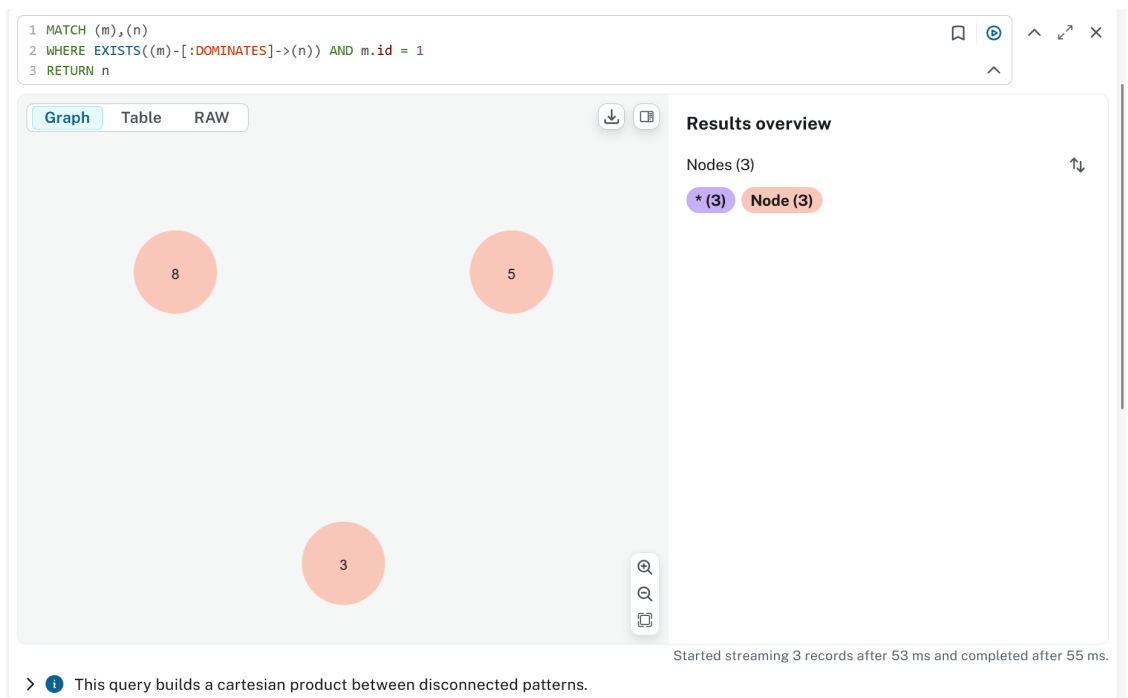 1 MATCH (m),(n)
2 WHERE EXISTS((m)-[:DOMINATES]->(n)) AND m.id = 1
3 RETURN n
Graph Table RAW
Results overview
Nodes (3)
* (3) Node (3)
8
5
3
Started streaming 3 records after 53 ms and completed after 55 ms.
This query builds a cartesian product between disconnected patterns.